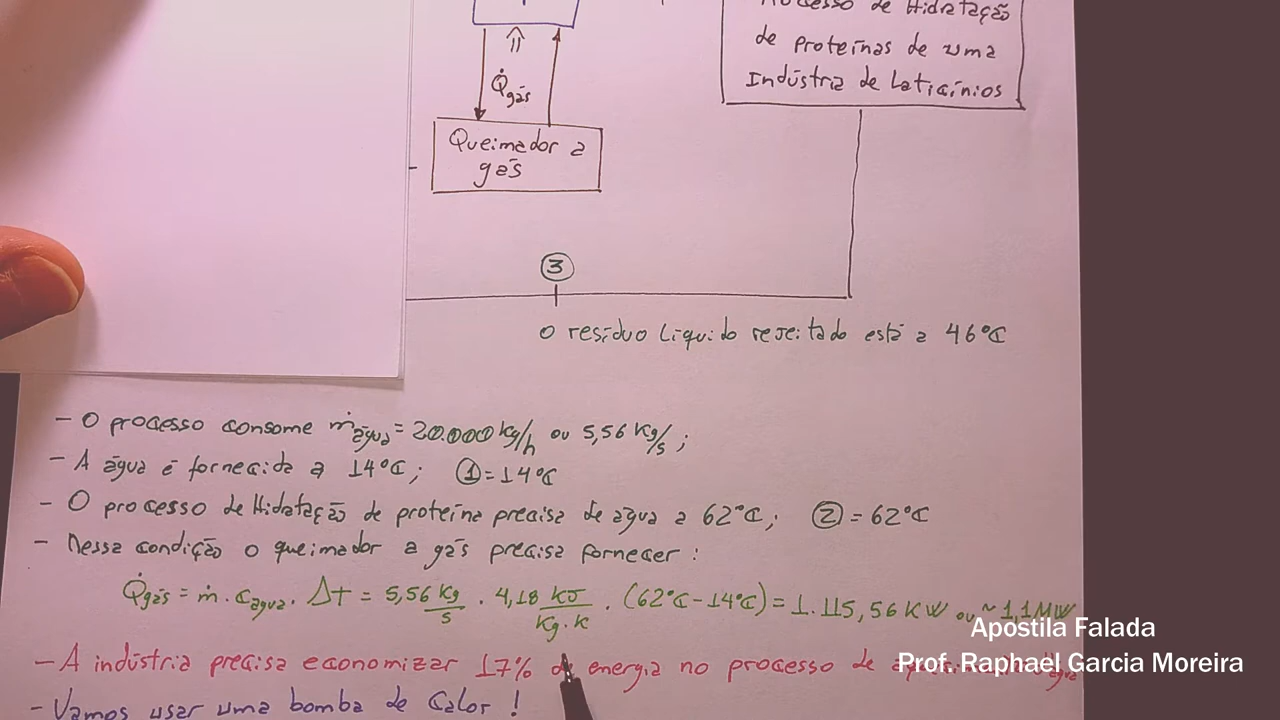 Processo de Hidratação
de proteínas de uma
Indústria de Laticínios
Q̇gás
Queimador a
gás
3
O resíduo líquido rejeitado está a 46°C
- O processo consome ṁágua = 20.000 kg/h ou 5,56 kg/s;
- A água é fornecida a 14°C; ①=14°C
- O processo de Hidratação de proteína precisa de água a 62°C; ② = 62°C
- Nessa condição o queimador a gás precisa fornecer:
Q̇gás = ṁ . Cágua . Δt = 5,56 kg/s . 4,18 kJ/kg.K . (62°C-14°C) = 1.115,56 KW ou ~1,1MW
- A indústria precisa economizar 17% de energia no processo de
- Vamos usar uma bomba de calor !
Apostila Falada
Prof. Raphael Garcia Moreira